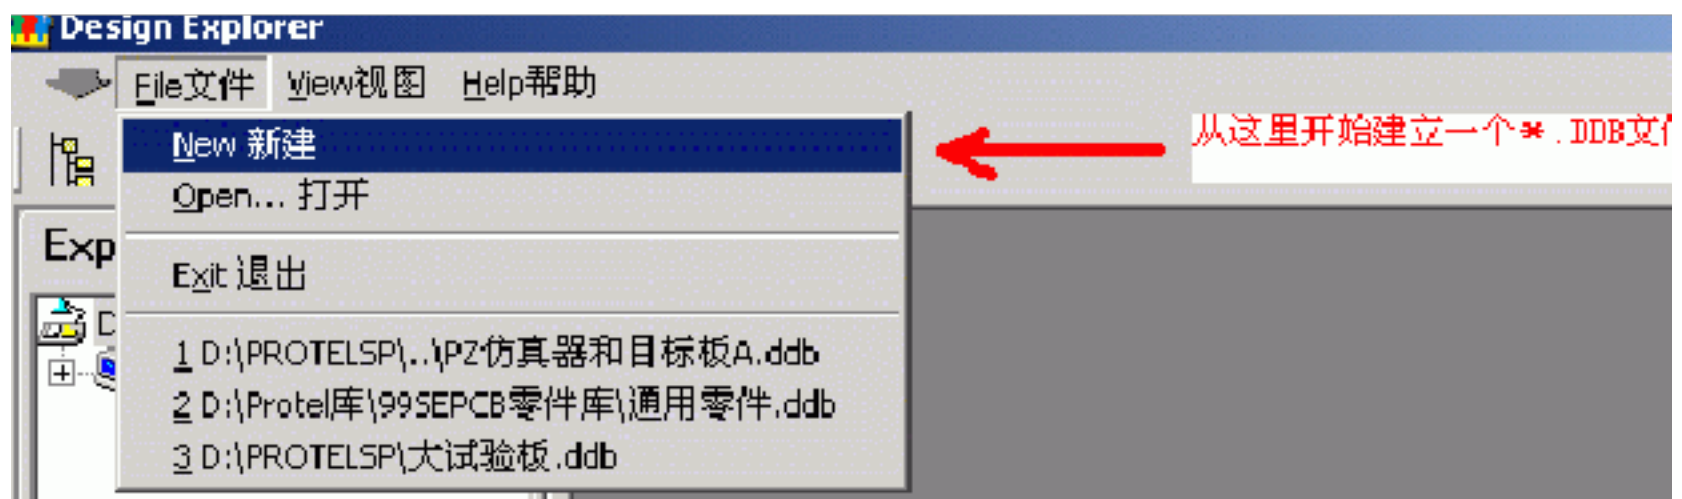 Design Explorer
File文件 View视图 Help帮助
从这里开始建立一个*.DDB文件
New 新建
Open... 打开
Exp
Exit 退出
D
1 D:\PROTELSP\..\PZ仿真器和目标板A.ddb
2 D:\Protel库\99SEPCB零件库\通用零件.ddb
3 D:\PROTELSP\大试验板.ddb